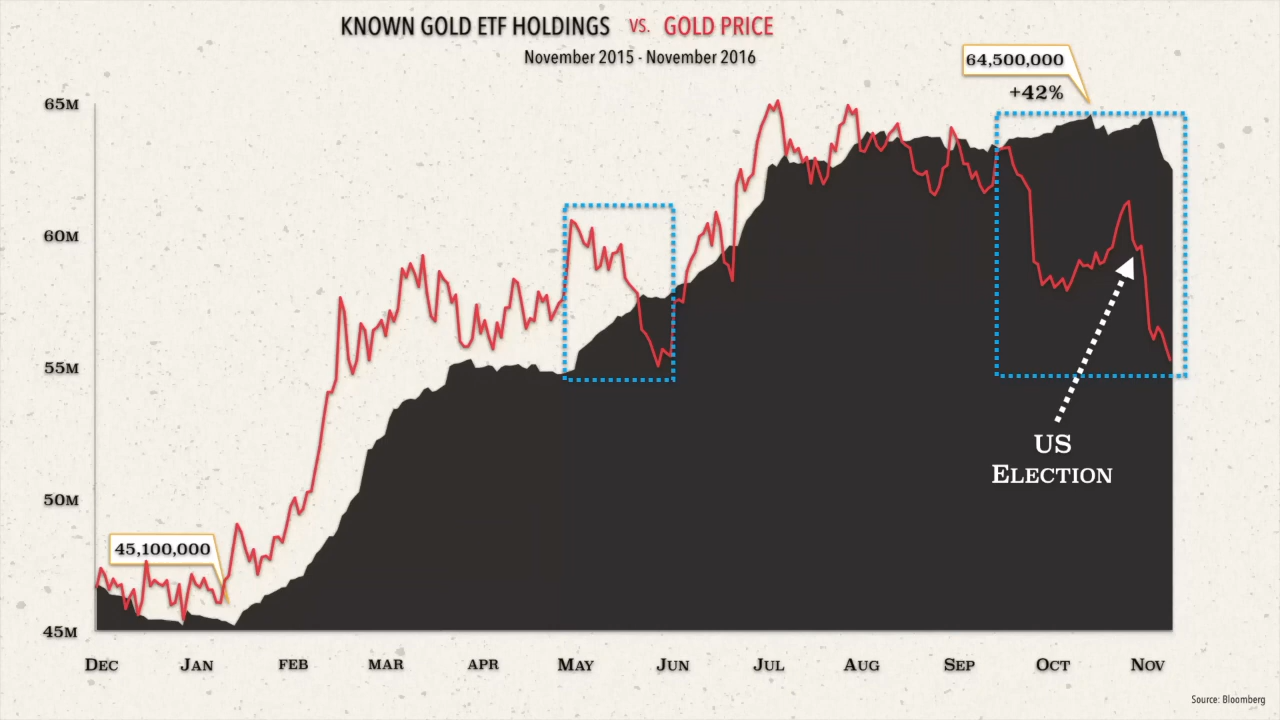 KNOWN GOLD ETF HOLDINGS VS. GOLD PRICE
November 2015 - November 2016
64,500,000
+42%
65M
60M
55M
50M
45,100,000
45M
US
ELECTION
DEC JAN FEB MAR APR MAY JUN JUL AUG SEP OCT NOV
Source: Bloomberg